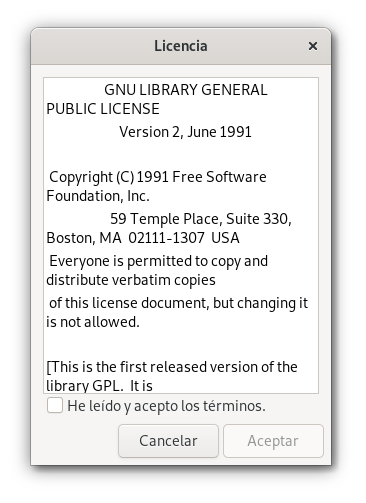 Licencia
GNU LIBRARY GENERAL
PUBLIC LICENSE
Version 2, June 1991
Copyright (C) 1991 Free Software
Foundation, Inc.
59 Temple Place, Suite 330,
Boston, MA  02111-1307  USA
Everyone is permitted to copy and
distribute verbatim copies
of this license document, but changing it
is not allowed.
[This is the first released version of the
library GPL.  It is
He leído y acepto los términos.
Cancelar
Aceptar